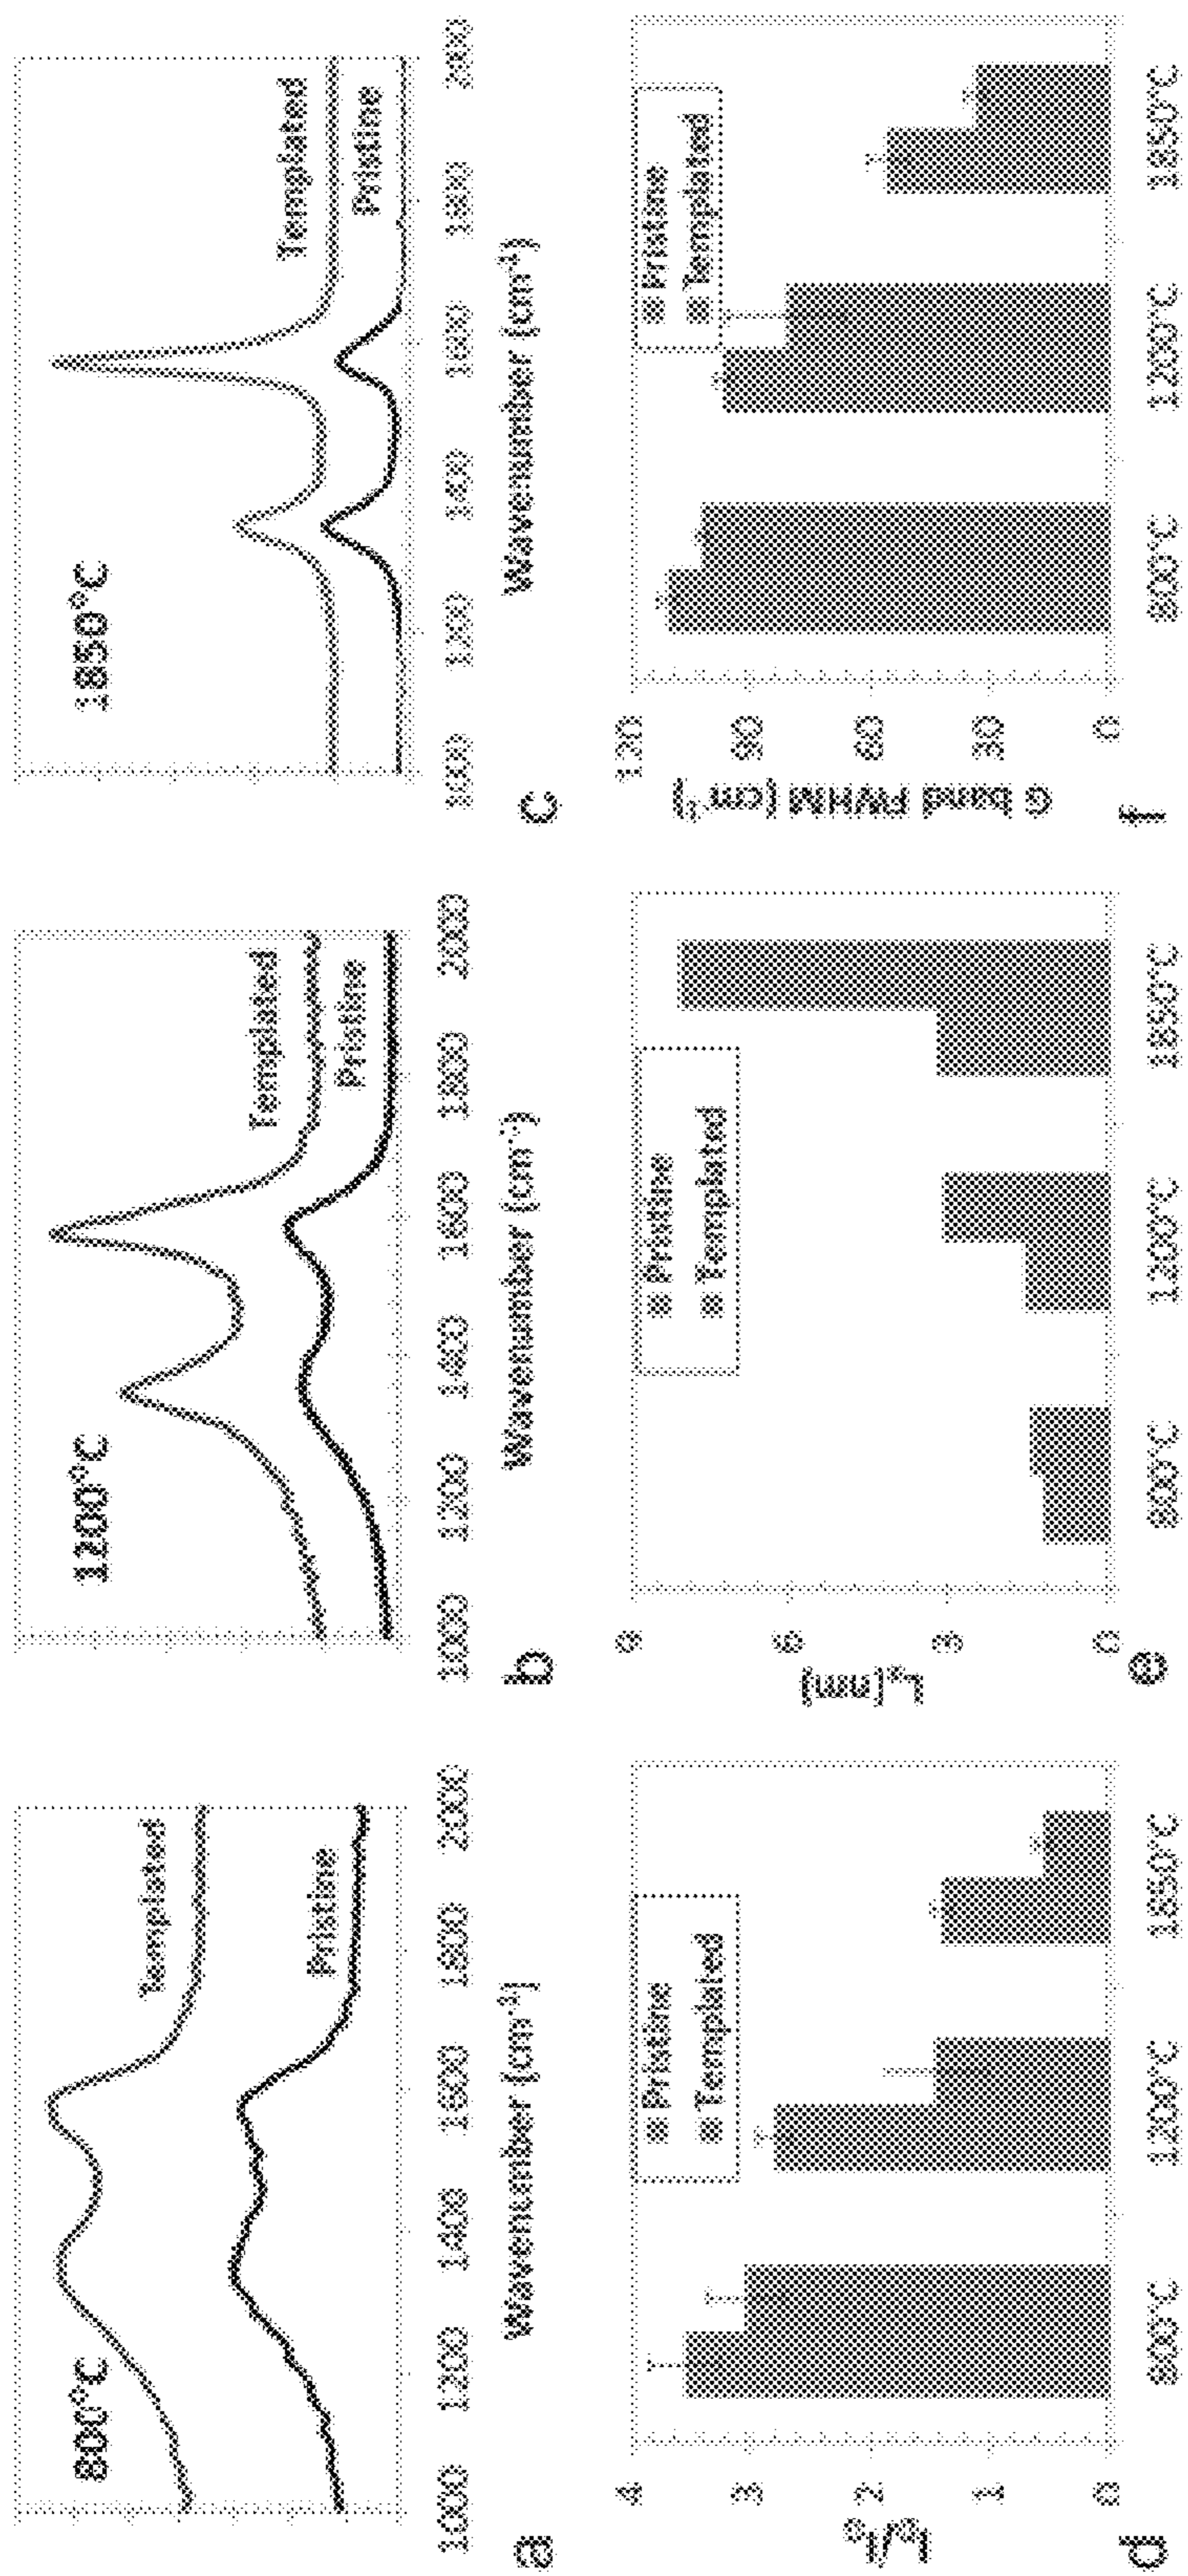 800°C
Templated
Pristine
1000 1200 1400 1600 1800 2000
Wavenumber (cm⁻¹)
a
1200°C
Templated
Pristine
1000 1200 1400 1600 1800 2000
Wavenumber (cm⁻¹)
b
1850°C
Templated
Pristine
1000 1200 1400 1600 1800 2000
Wavenumber (cm⁻¹)
c
4
3
2
1
0
I_D/I_G
Pristine
Templated
800°C 1200°C 1850°C
d
9
6
3
0
Lₐ(nm)
Pristine
Templated
800°C 1200°C 1850°C
e
120
90
60
30
0
G band FWHM (cm⁻¹)
Pristine
Templated
800°C 1200°C 1850°C
f